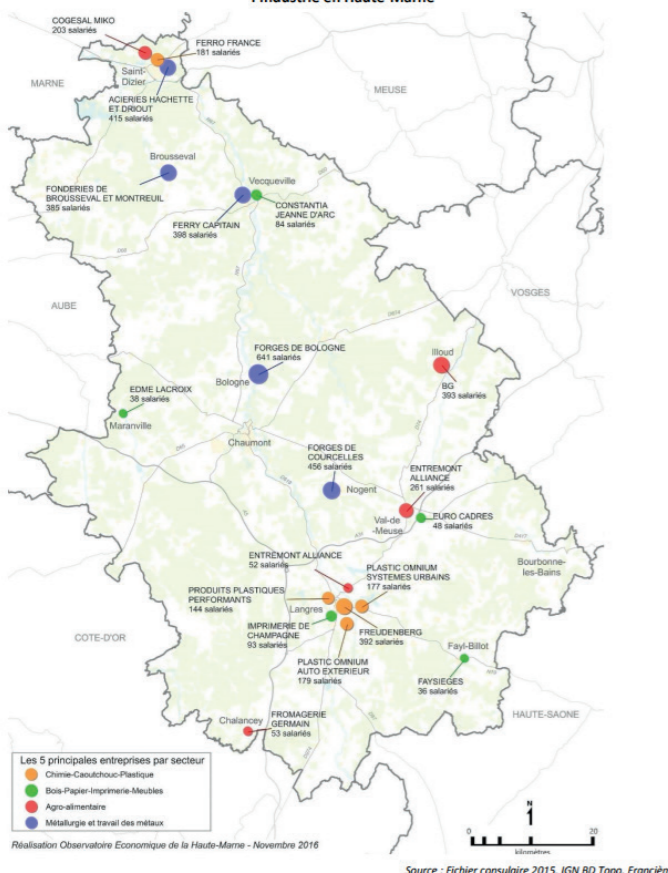 l'industrie en Haute-Marne
COGESAL MIKO
203 salariés
FERRO FRANCE
181 salariés
Saint-
Dizier
MARNE
MEUSE
ACIERIES HACHETTE
ET DRIOUT
415 salariés
Brousseval
Vecqueville
FONDERIES DE
BROUSSEVAL ET MONTREUIL
385 salariés
CONSTANTIA
JEANNE D'ARC
84 salariés
FERRY CAPITAIN
398 salariés
AUBE
VOSGES
FORGES DE BOLOGNE
641 salariés
Illoud
Bologne
EDME LACROIX
38 salariés
BG
393 salariés
Maranville
Chaumont
FORGES DE
COURCELLES
456 salariés
ENTREMONT
ALLIANCE
261 salariés
Nogent
Val-de
-Meuse
EURO CADRES
48 salariés
ENTREMONT ALLIANCE
52 salariés
PLASTIC OMNIUM
SYSTEMES URBAINS
177 salariés
Bourbonne-
les-Bains
PRODUITS PLASTIQUES
PERFORMANTS
144 salariés
Langres
IMPRIMERIE DE
CHAMPAGNE
93 salariés
FREUDENBERG
392 salariés
COTE-D'OR
Fayl-Billot
PLASTIC OMNIUM
AUTO EXTERIEUR
179 salariés
FAYSIEGES
36 salariés
HAUTE-SAONE
Chalancey
FROMAGERIE
GERMAIN
53 salariés
Les 5 principales entreprises par secteur
Chimie-Caoutchouc-Plastique
Bois-Papier-Imprimerie-Meubles
Agro-alimentaire
Métallurgie et travail des métaux
N
0 20
kilomètres
Réalisation Observatoire Economique de la Haute-Marne - Novembre 2016
Source : Fichier consulaire 2015, IGN BD Topo, Francièn